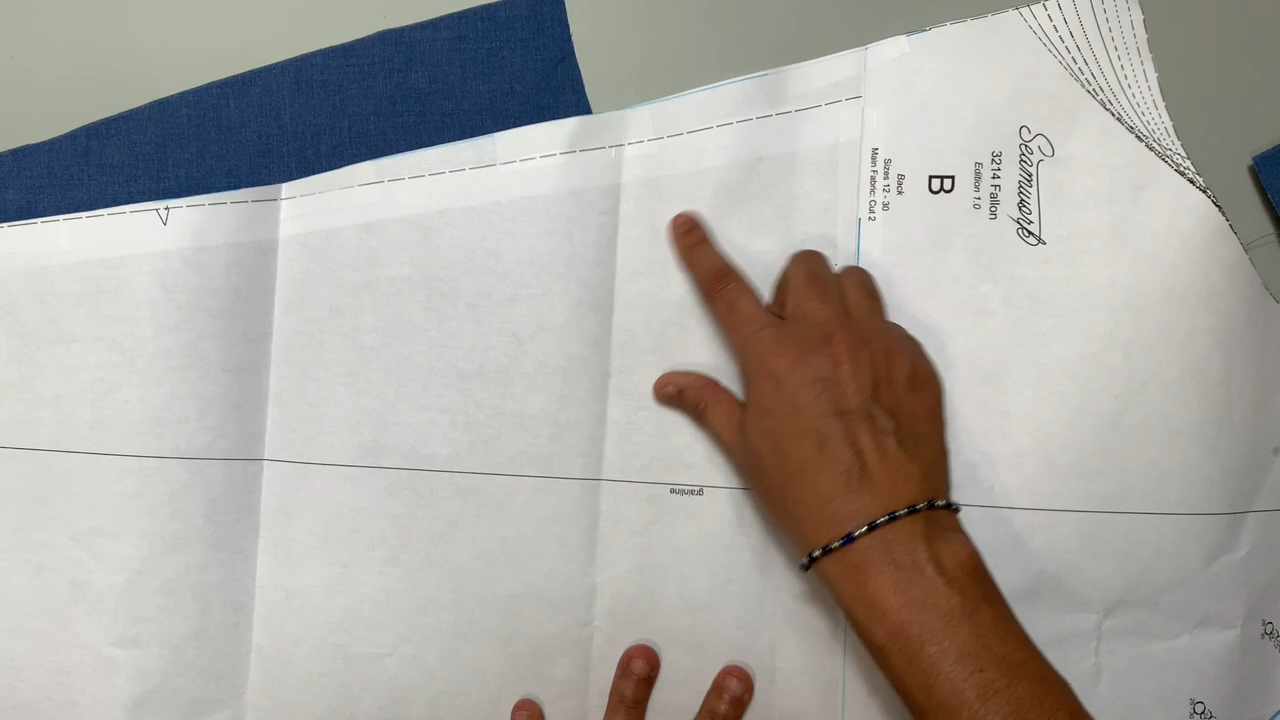 Seamwork
3214 Fallon
Edition 1.0
B
Back
Sizes 12 - 30
Main Fabric: Cut 2
grainline